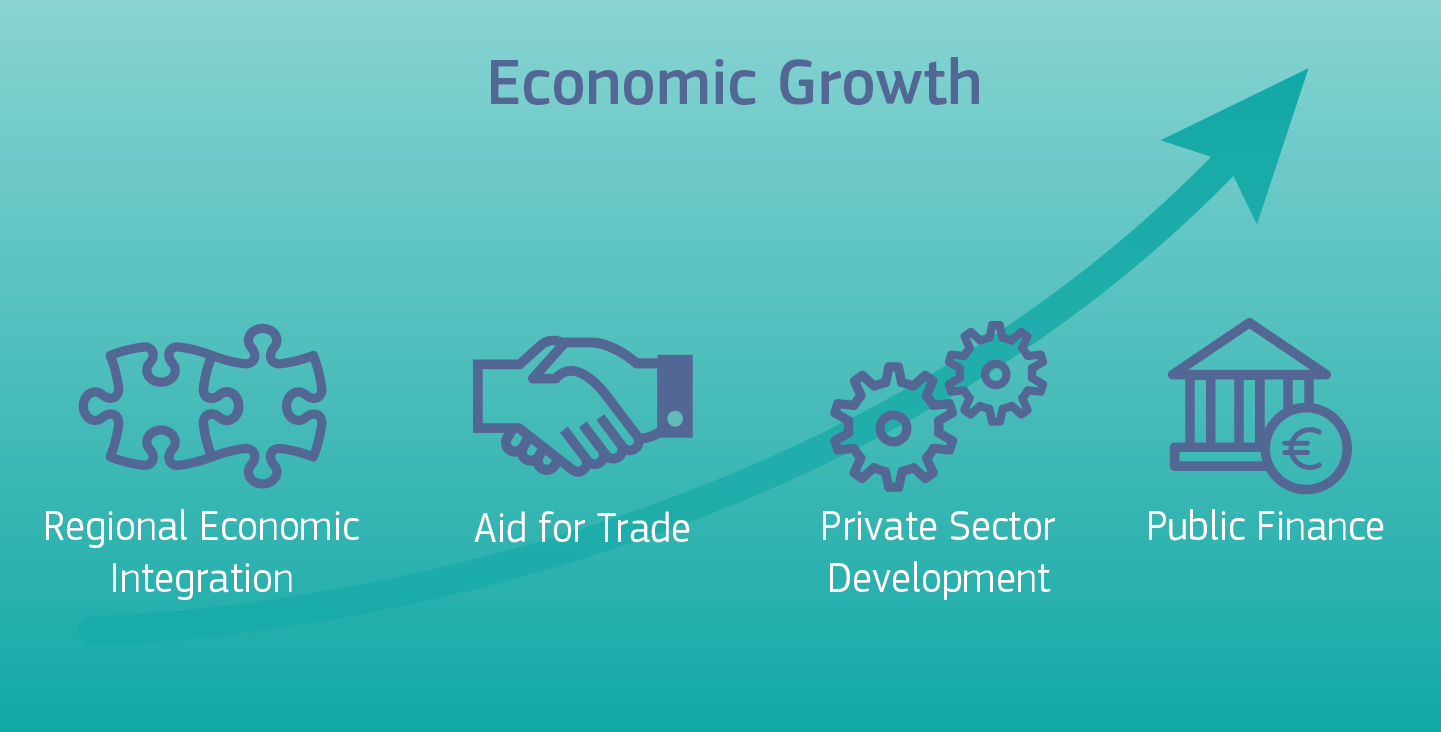 Economic Growth
€
Regional Economic
Integration
Aid for Trade
Private Sector
Development
Public Finance